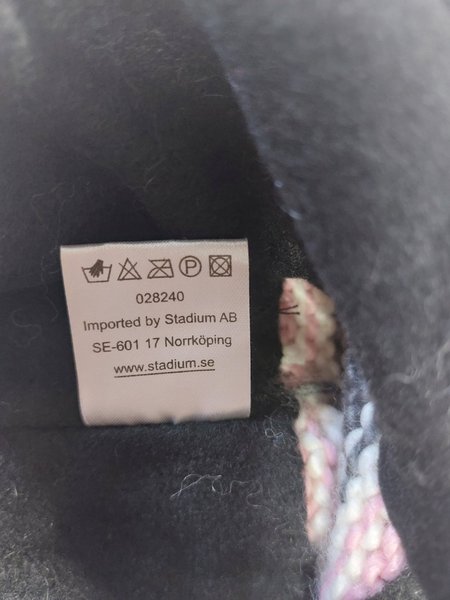 028240
Imported by Stadium AB
SE-601 17 Norrköping
www.stadium.se